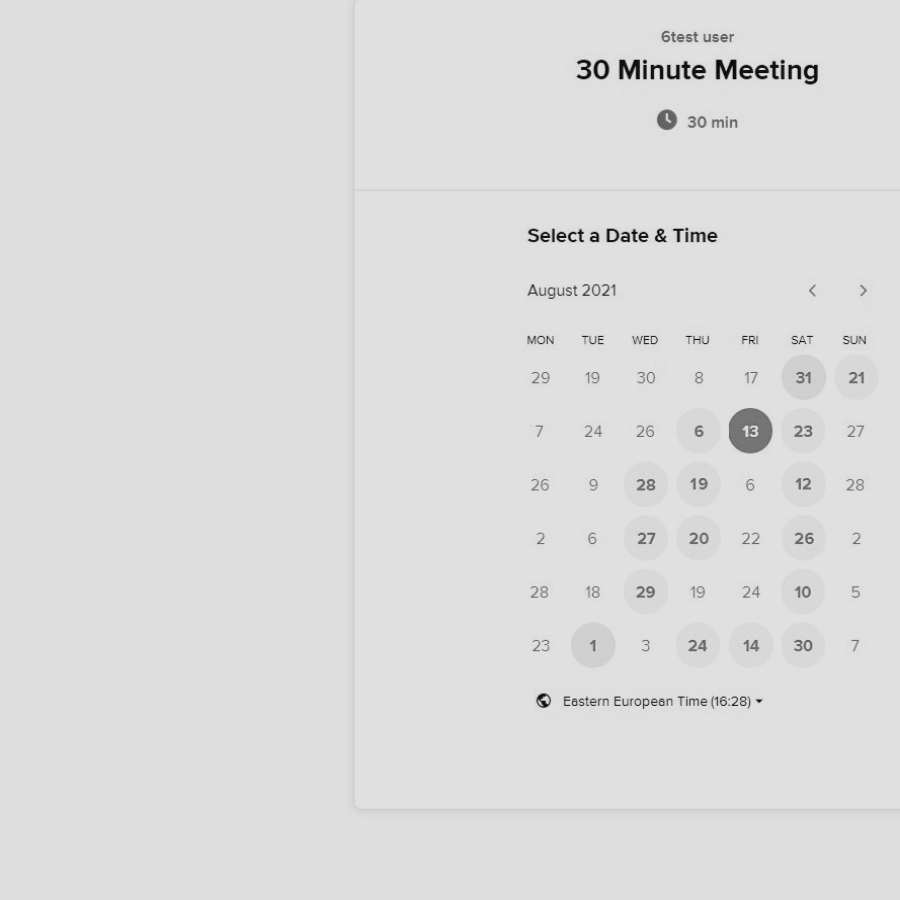 6test user
30 Minute Meeting
30 min
Select a Date & Time
August 2021
MON TUE WED THU FRI SAT SUN
29 19 30 8 17 31 21
7 24 26 6 13 23 27
26 9 28 19 6 12 28
2 6 27 20 22 26 2
28 18 29 19 24 10 5
23 1 3 24 14 30 7
Eastern European Time (16:28)